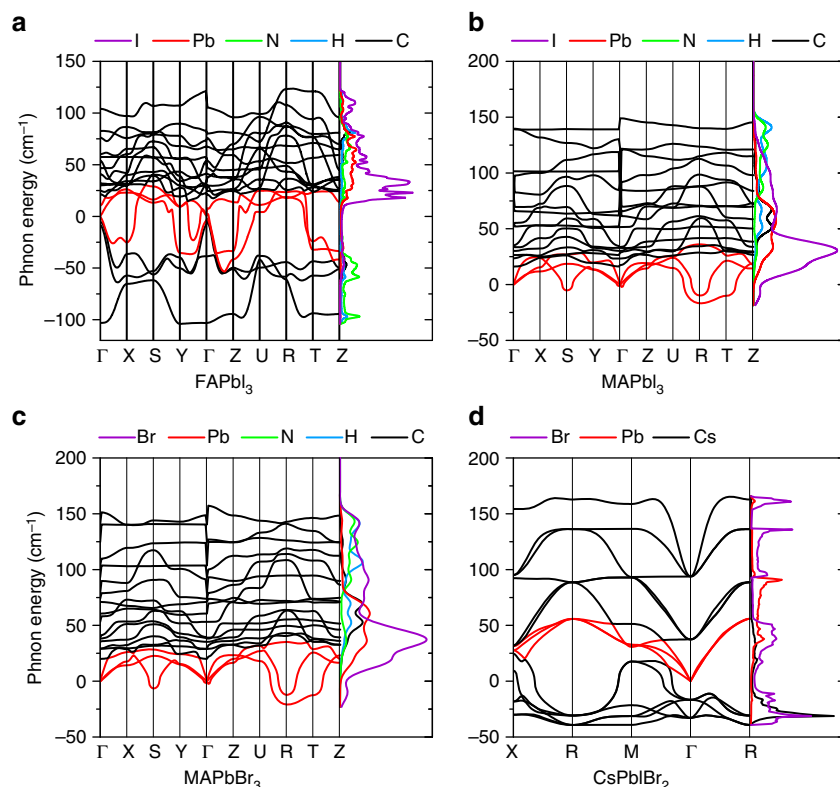 a
I Pb N H C
150
100
50
0
−50
−100
Phnon energy (cm−1)
Γ X S Y Γ Z U R T Z
FAPbI3
b
I Pb N H C
200
150
100
50
0
−50
Γ X S Y Γ Z U R T Z
MAPbI3
c
Br Pb N H C
200
150
100
50
0
−50
Phnon energy (cm−1)
Γ X S Y Γ Z U R T Z
MAPbBr3
d
Br Pb Cs
200
150
100
50
0
−50
X R M Γ R
CsPbIBr2